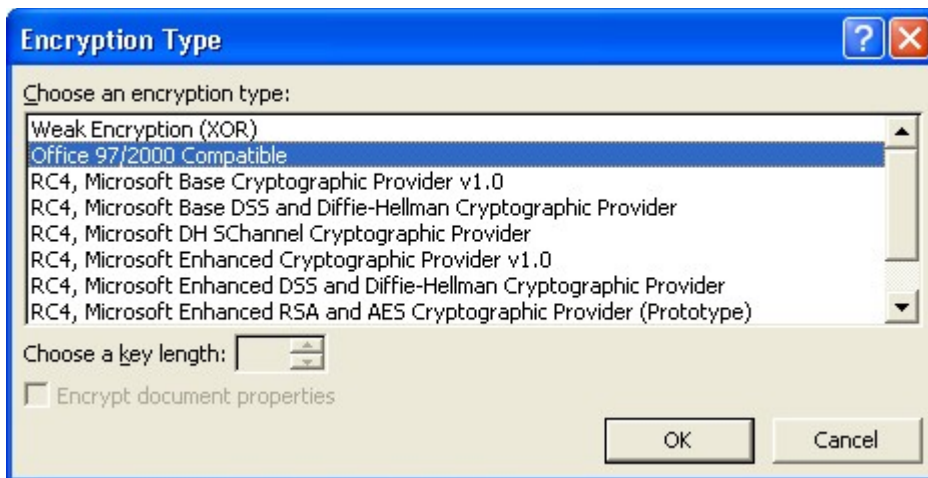 Encryption Type
Choose an encryption type:
Weak Encryption (XOR)
Office 97/2000 Compatible
RC4, Microsoft Base Cryptographic Provider v1.0
RC4, Microsoft Base DSS and Diffie-Hellman Cryptographic Provider
RC4, Microsoft DH SChannel Cryptographic Provider
RC4, Microsoft Enhanced Cryptographic Provider v1.0
RC4, Microsoft Enhanced DSS and Diffie-Hellman Cryptographic Provider
RC4, Microsoft Enhanced RSA and AES Cryptographic Provider (Prototype)
Choose a key length:
Encrypt document properties
OK Cancel